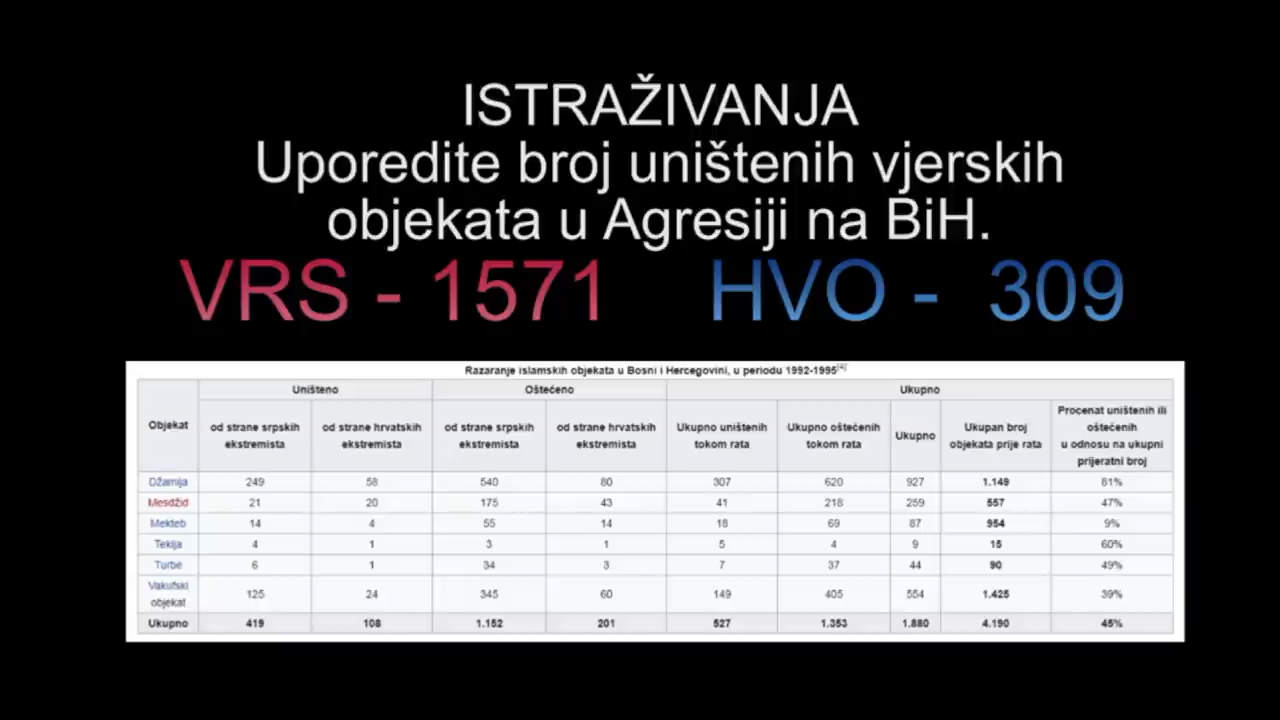 ISTRAŽIVANJA
Uporedite broj uništenih vjerskih
objekata u Agresiji na BiH.
VRS - 1571 HVO - 309
Razaranje islamskih objekata u Bosni i Hercegovini, u periodu 1992-1995[4]
Objekat Uništeno Oštećeno Ukupno
od strane srpskih ekstremista od strane hrvatskih ekstremista od strane srpskih ekstremista od strane hrvatskih ekstremista Ukupno uništenih tokom rata Ukupno oštećenih tokom rata Ukupno Ukupan broj objekata prije rata Procenat uništenih ili oštećenih u odnosu na ukupni prijeratni broj
Džamija 249 58 540 80 307 620 927 1.149 81%
Mesdžid 21 20 175 43 41 218 259 557 47%
Mekteb 14 4 55 14 18 69 87 954 9%
Tekija 4 1 3 1 5 4 9 15 60%
Turbe 6 1 34 3 7 37 44 90 49%
Vakufski objekat 125 24 345 60 149 405 554 1.425 39%
Ukupno 419 108 1.152 201 527 1.353 1.880 4.190 45%